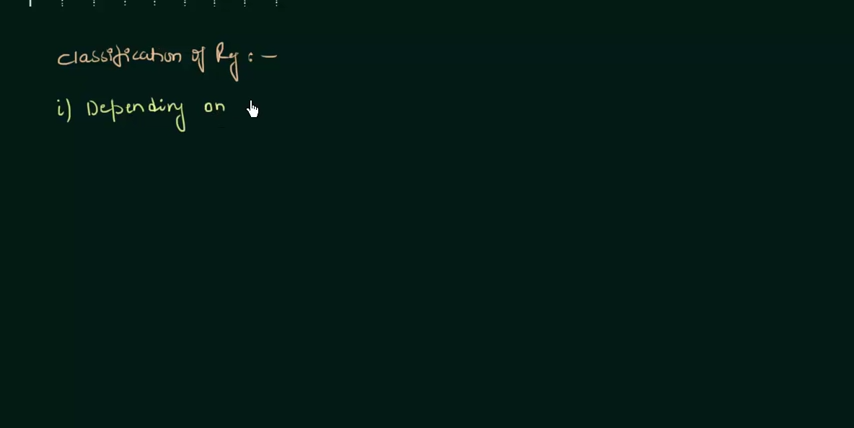 Classification of Rg : -
i) Depending on